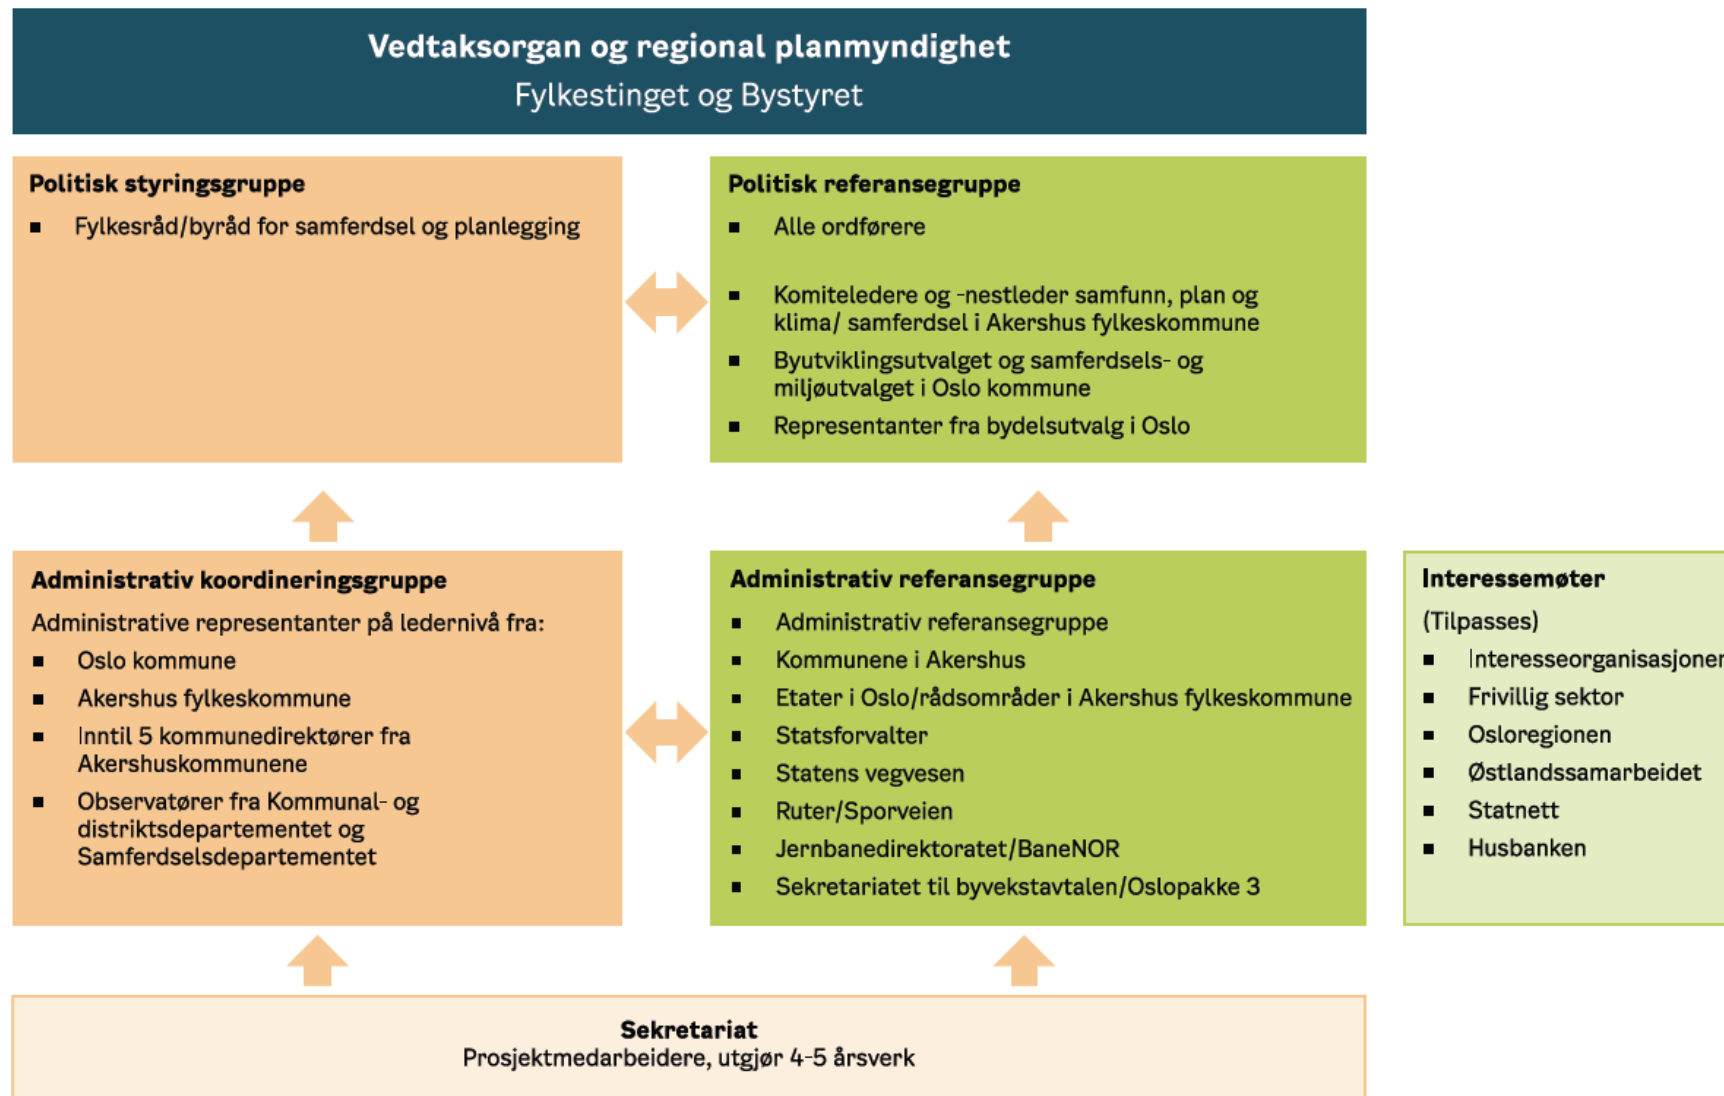 Vedtaksorgan og regional planmyndighet
Fylkestinget og Bystyret
Politisk styringsgruppe
▪ Fylkesråd/byråd for samferdsel og planlegging
Politisk referansegruppe
▪ Alle ordførere
▪ Komiteledere og -nestleder samfunn, plan og
klima/ samferdsel i Akershus fylkeskommune
▪ Byutviklingsutvalget og samferdsels- og
miljøutvalget i Oslo kommune
▪ Representanter fra bydelsutvalg i Oslo
Administrativ koordineringsgruppe
Administrative representanter på ledernivå fra:
▪ Oslo kommune
▪ Akershus fylkeskommune
▪ Inntil 5 kommunedirektører fra
Akershuskommunene
▪ Observatører fra Kommunal- og
distriktsdepartementet og
Samferdselsdepartementet
Administrativ referansegruppe
▪ Administrativ referansegruppe
▪ Kommunene i Akershus
▪ Etater i Oslo/rådsområder i Akershus fylkeskommune
▪ Statsforvalter
▪ Statens vegvesen
▪ Ruter/Sporveien
▪ Jernbanedirektoratet/BaneNOR
▪ Sekretariatet til byvekstavtalen/Oslopakke 3
Interessemøter
(Tilpasses)
▪ Interesseorganisasjoner
▪ Frivillig sektor
▪ Osloregionen
▪ Østlandssamarbeidet
▪ Statnett
▪ Husbanken
Sekretariat
Prosjektmedarbeidere, utgjør 4-5 årsverk